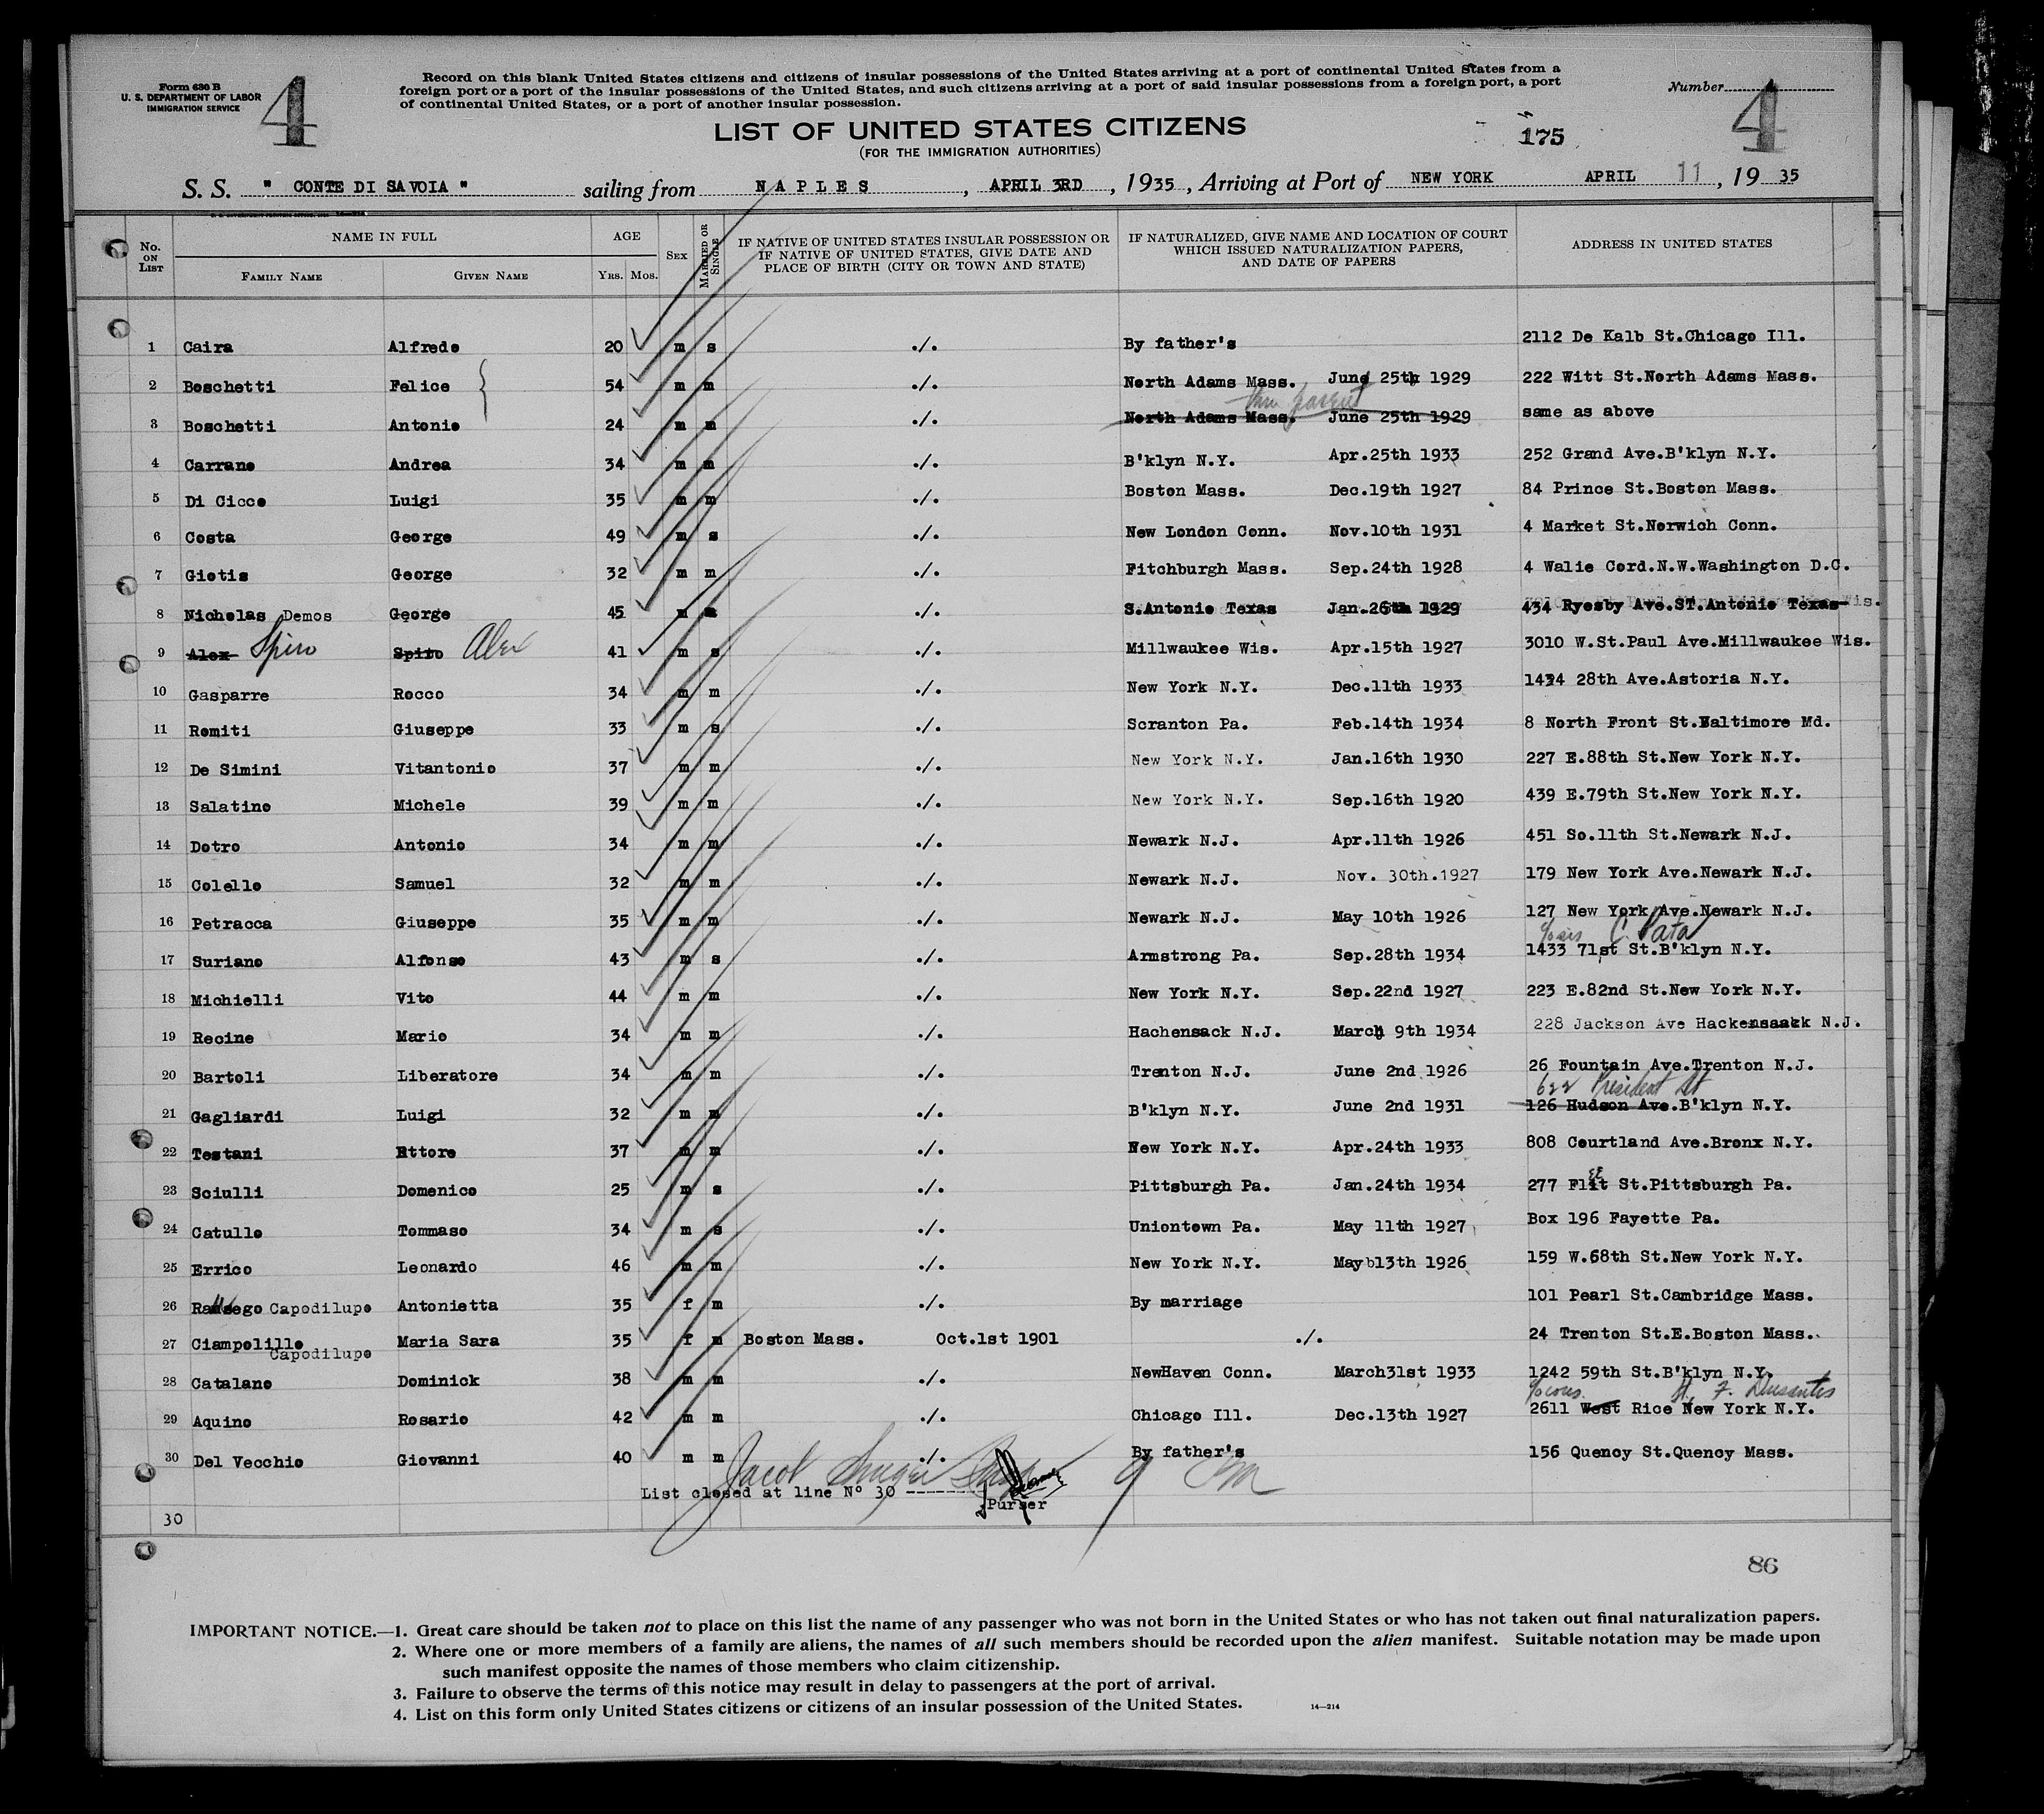 Form 630 B
U. S. DEPARTMENT OF LABOR
IMMIGRATION SERVICE
4
Record on this blank United States citizens and citizens of insular possessions of the United States arriving at a port of continental United States from a
foreign port or a port of the insular possessions of the United States, and such citizens arriving at a port of said insular possessions from a foreign port, a port
of continental United States, or a port of another insular possession.
Number 4
LIST OF UNITED STATES CITIZENS
(FOR THE IMMIGRATION AUTHORITIES)
175
S. S. " CONTE DI SAVOIA " sailing from NAPLES, APRIL 3RD, 1935, Arriving at Port of NEW YORK APRIL 11, 19 35
No. ON LIST
NAME IN FULL
FAMILY NAME GIVEN NAME
AGE
Yrs. Mos.
SEX
MARRIED OR SINGLE
IF NATIVE OF UNITED STATES INSULAR POSSESSION OR
IF NATIVE OF UNITED STATES, GIVE DATE AND
PLACE OF BIRTH (CITY OR TOWN AND STATE)
IF NATURALIZED, GIVE NAME AND LOCATION OF COURT
WHICH ISSUED NATURALIZATION PAPERS,
AND DATE OF PAPERS
ADDRESS IN UNITED STATES
1 Caira Alfredo 20 m s ./. By father's 2112 De Kalb St.Chicago Ill.
2 Boschetti Felice 54 m m ./. North Adams Mass. June 25th 1929 222 Witt St.North Adams Mass.
3 Boschetti Antonio 24 m m ./. North Adams Mass. June 25th 1929 same as above
4 Carrano Andrea 34 m m ./. B'klyn N.Y. Apr.25th 1933 252 Grand Ave.B'klyn N.Y.
5 Di Cicco Luigi 35 m m ./. Boston Mass. Dec.19th 1927 84 Prince St.Boston Mass.
6 Costa George 49 m s ./. New London Conn. Nov.10th 1931 4 Market St.Norwich Conn.
7 Giotis George 32 m m ./. Fitchburgh Mass. Sep.24th 1928 4 Walie Cord.N.W.Washington D.C.
8 Nicholas Demos George 45 m ./. S.Antonio Texas Jan.26th 1929 434 Ryesby Ave.ST.Antonio Texas
9 Alex Spiro Spiro Alex 41 m s ./. Millwaukee Wis. Apr.15th 1927 3010 W.St.Paul Ave.Millwaukee Wis.
10 Gasparre Rocco 34 m m ./. New York N.Y. Dec.11th 1933 1434 28th Ave.Astoria N.Y.
11 Romiti Giuseppe 33 m s ./. Scranton Pa. Feb.14th 1934 8 North Front St.Baltimore Md.
12 De Simini Vitantonio 37 m m ./. New York N.Y. Jan.16th 1930 227 E.88th St.New York N.Y.
13 Salatino Michele 39 m m ./. New York N.Y. Sep.16th 1920 439 E.79th St.New York N.Y.
14 Dotro Antonio 34 m m ./. Newark N.J. Apr.11th 1926 451 So.11th St.Newark N.J.
15 Colello Samuel 32 m m ./. Newark N.J. Nov. 30th.1927 179 New York Ave.Newark N.J.
16 Petracca Giuseppe 35 m m ./. Newark N.J. May 10th 1926 127 New York Ave.Newark N.J.
C. Pata
17 Suriano Alfonso 43 m s ./. Armstrong Pa. Sep.28th 1934 1433 71st St.B'klyn N.Y.
18 Michielli Vito 44 m m ./. New York N.Y. Sep.22nd 1927 223 E.82nd St.New York N.Y.
19 Recine Mario 34 m m ./. Hachensack N.J. March 9th 1934 228 Jackson Ave Hackensack N.J.
20 Bartoli Liberatore 34 m m ./. Trenton N.J. June 2nd 1926 26 Fountain Ave.Trenton N.J.
622 President St
21 Gagliardi Luigi 32 m m ./. B'klyn N.Y. June 2nd 1931 126 Hudson Ave.B'klyn N.Y.
22 Testani Ettore 37 m m ./. New York N.Y. Apr.24th 1933 808 Courtland Ave.Bronx N.Y.
23 Sciulli Domenico 25 m s ./. Pittsburgh Pa. Jan.24th 1934 277 St.Pittsburgh Pa.
24 Catullo Tommaso 34 m s ./. Uniontown Pa. May 11th 1927 Box 196 Fayette Pa.
25 Errico Leonardo 46 m m ./. New York N.Y. Mayb13th 1926 159 W.68th St.New York N.Y.
26 Capodilupo Antonietta 35 f m ./. By marriage 101 Pearl St.Cambridge Mass.
27 Ciampolillo Maria Sara 35 f m Boston Mass. Oct.1st 1901 ./. 24 Trenton St.E.Boston Mass.
Capodilupo
28 Catalano Dominick 38 m m ./. NewHaven Conn. March31st 1933 1242 59th St.B'klyn N.Y.
29 Aquino Rosario 42 m m ./. Chicago Ill. Dec.13th 1927 2611 West Rice New York N.Y.
30 Del Vecchio Giovanni 40 m m ./. By father's 156 Quency St.Quency Mass.
List closed at line Nº 30 -------
Purser
30
86
IMPORTANT NOTICE.—1. Great care should be taken not to place on this list the name of any passenger who was not born in the United States or who has not taken out final naturalization papers.
2. Where one or more members of a family are aliens, the names of all such members should be recorded upon the alien manifest. Suitable notation may be made upon
such manifest opposite the names of those members who claim citizenship.
3. Failure to observe the terms of this notice may result in delay to passengers at the port of arrival.
4. List on this form only United States citizens or citizens of an insular possession of the United States.
14—214